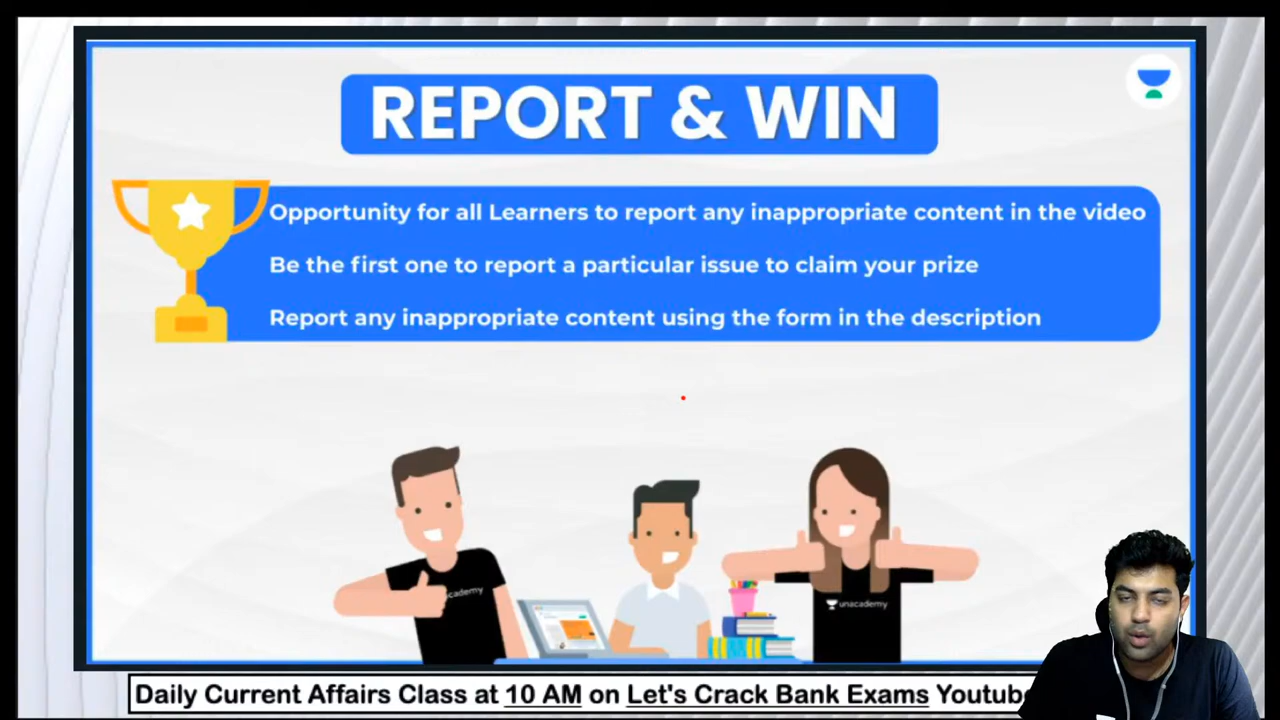 REPORT & WIN
Opportunity for all Learners to report any inappropriate content in the video
Be the first one to report a particular issue to claim your prize
Report any inappropriate content using the form in the description
unacademy
Daily Current Affairs Class at 10 AM on Let's Crack Bank Exams